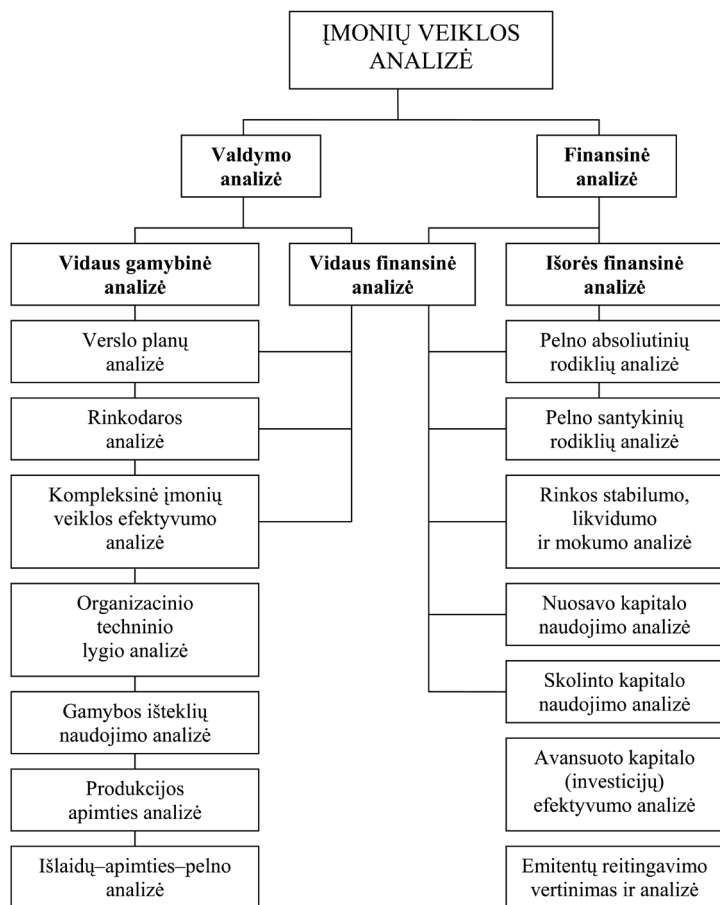 ĮMONIŲ VEIKLOS
ANALIZĖ
Valdymo
analizė
Finansinė
analizė
Vidaus gamybinė
analizė
Vidaus finansinė
analizė
Išorės finansinė
analizė
Verslo planų
analizė
Rinkodaros
analizė
Kompleksinė įmonių
veiklos efektyvumo
analizė
Organizacinio
techninio
lygio analizė
Gamybos išteklių
naudojimo analizė
Produkcijos
apimties analizė
Išlaidų–apimties–pelno
analizė
Pelno absoliutinių
rodiklių analizė
Pelno santykinių
rodiklių analizė
Rinkos stabilumo,
likvidumo
ir mokumo analizė
Nuosavo kapitalo
naudojimo analizė
Skolinto kapitalo
naudojimo analizė
Avansuoto kapitalo
(investicijų)
efektyvumo analizė
Emitentų reitingavimo
vertinimas ir analizė